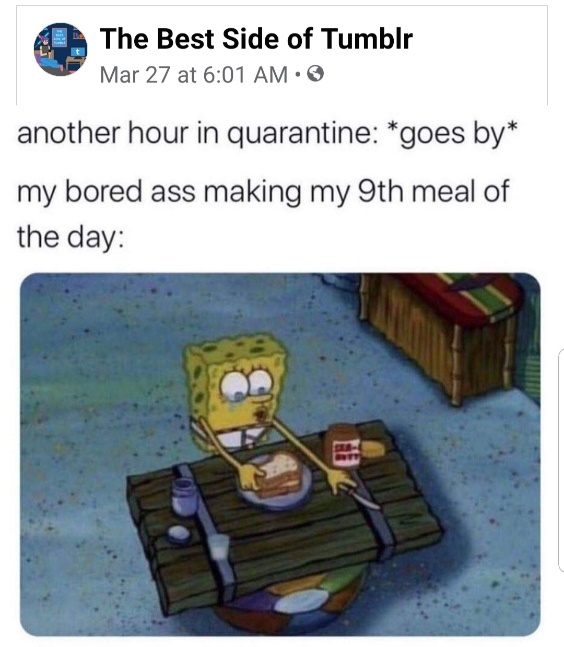 The Best Side of Tumblr
Mar 27 at 6:01 AM •
another hour in quarantine: *goes by*
my bored ass making my 9th meal of
the day: